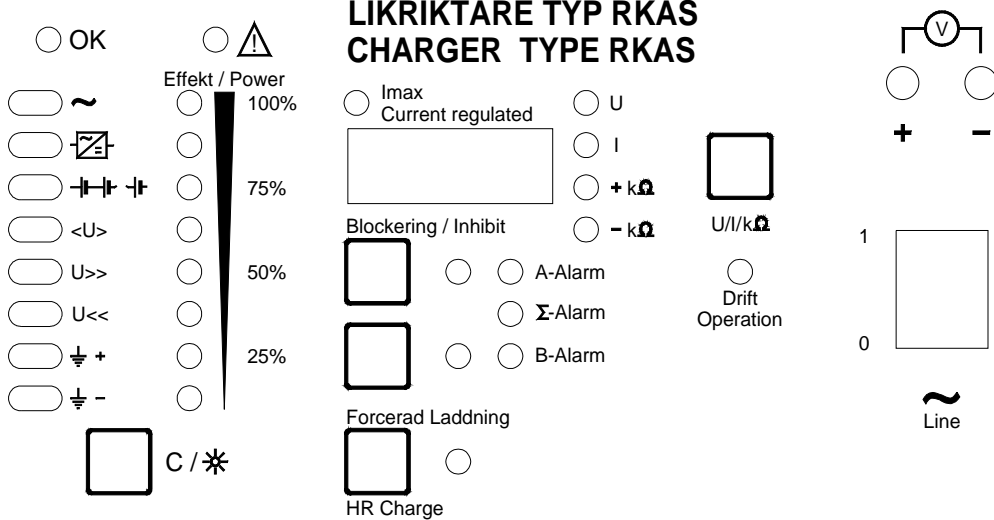 LIKRIKTARE TYP RKAS
CHARGER TYPE RKAS
OK
Effekt / Power
100%
75%
50%
25%
~
<U>
U>>
U<<
+
−
C /
Imax
Current regulated
U
I
+ kΩ
− kΩ
U/I/kΩ
Blockering / Inhibit
A-Alarm
Σ-Alarm
B-Alarm
Drift
Operation
Forcerad Laddning
HR Charge
V
+ −
1
0
~
Line